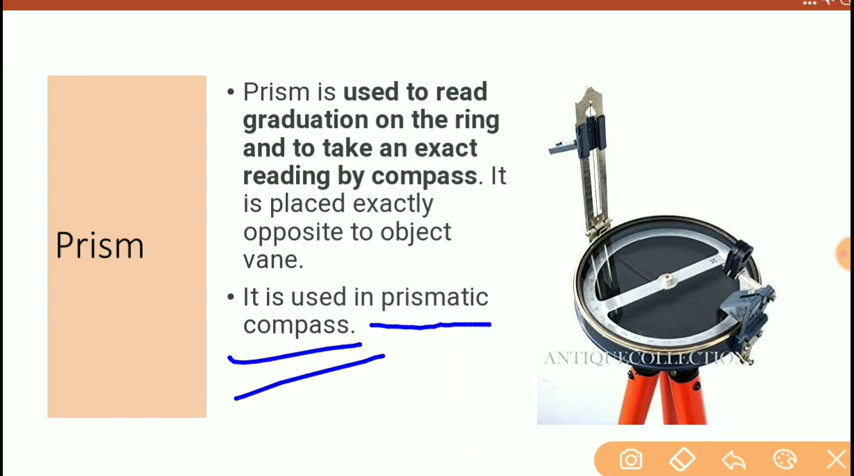 Prism
• Prism is used to read
graduation on the ring
and to take an exact
reading by compass. It
is placed exactly
opposite to object
vane.
• It is used in prismatic
compass.
ANTIQUECOLLECTION